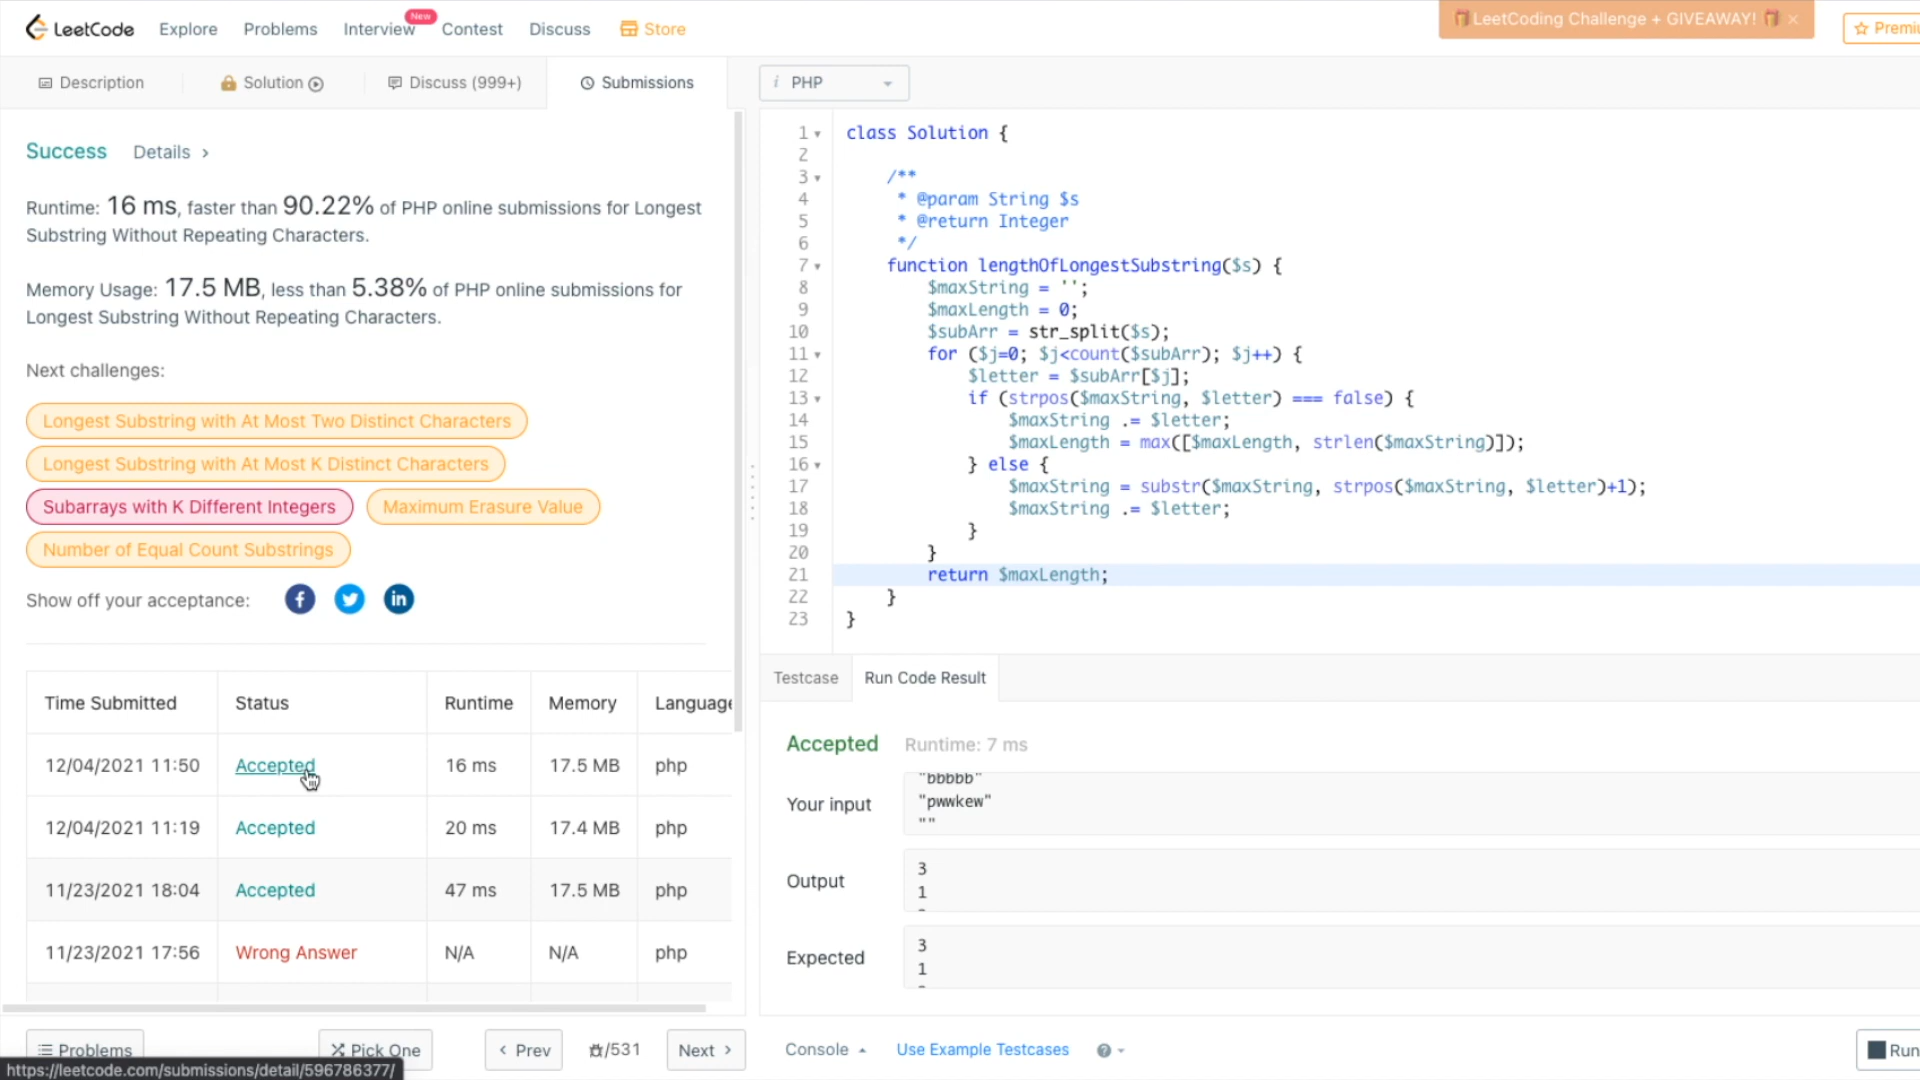 LeetCode Explore Problems Interview New Contest Discuss Store
🎁LeetCoding Challenge + GIVEAWAY! 🎁 ×
Description Solution Discuss (999+) Submissions
Success Details ›
Runtime: 16 ms, faster than 90.22% of PHP online submissions for Longest
Substring Without Repeating Characters.
Memory Usage: 17.5 MB, less than 5.38% of PHP online submissions for
Longest Substring Without Repeating Characters.
Next challenges:
Longest Substring with At Most Two Distinct Characters
Longest Substring with At Most K Distinct Characters
Subarrays with K Different Integers Maximum Erasure Value
Number of Equal Count Substrings
Show off your acceptance:
Time Submitted Status Runtime Memory Language
12/04/2021 11:50 Accepted 16 ms 17.5 MB php
12/04/2021 11:19 Accepted 20 ms 17.4 MB php
11/23/2021 18:04 Accepted 47 ms 17.5 MB php
11/23/2021 17:56 Wrong Answer N/A N/A php
Problems Pick One ‹ Prev /531 Next ›
https://leetcode.com/submissions/detail/596786377/
i PHP
1 class Solution {
2
3 /**
4 * @param String $s
5 * @return Integer
6 */
7 function lengthOfLongestSubstring($s) {
8 $maxString = '';
9 $maxLength = 0;
10 $subArr = str_split($s);
11 for ($j=0; $j<count($subArr); $j++) {
12 $letter = $subArr[$j];
13 if (strpos($maxString, $letter) === false) {
14 $maxString .= $letter;
15 $maxLength = max([$maxLength, strlen($maxString)]);
16 } else {
17 $maxString = substr($maxString, strpos($maxString, $letter)+1);
18 $maxString .= $letter;
19 }
20 }
21 return $maxLength;
22 }
23 }
Testcase Run Code Result
Accepted Runtime: 7 ms
Your input
"bbbbb"
"pwwkew"
""
Output
3
1
Expected
3
1
Console Use Example Testcases Run